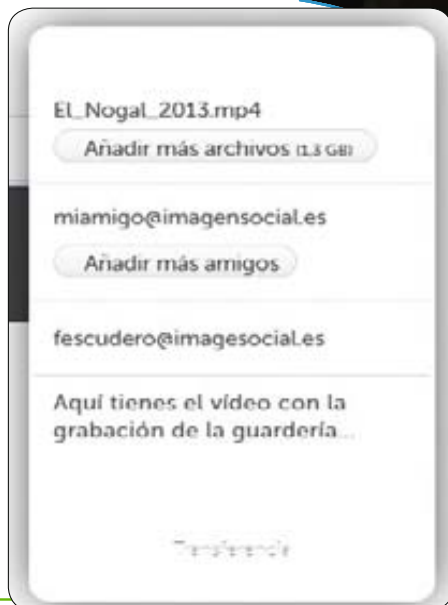 El_Nogal_2013.mp4
Añadir más archivos (1.3 GB)
miamigo@imagensocial.es
Añadir más amigos
fescudero@imagesocial.es
Aquí tienes el vídeo con la
grabación de la guardería...
Transferencia